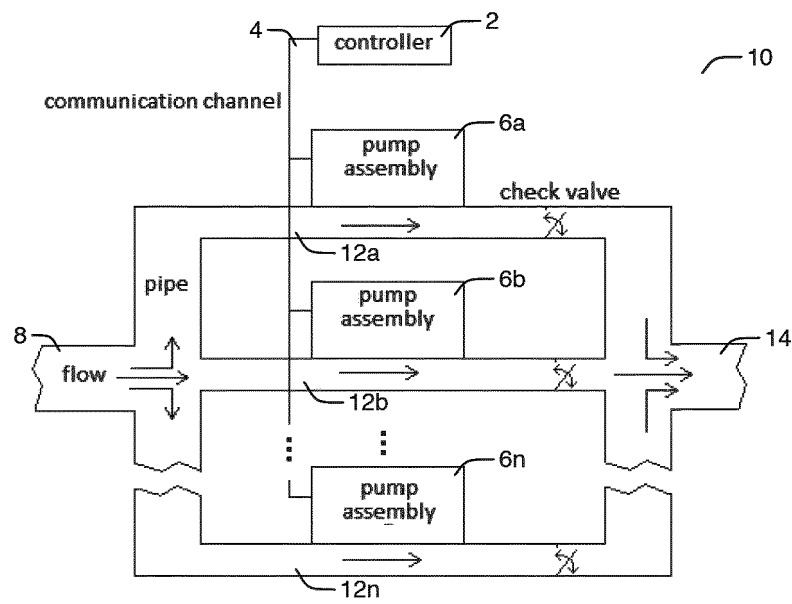 4
controller
2
10
communication channel
6a
pump
assembly
check valve
12a
pipe
6b
pump
assembly
8
14
flow
12b
6n
pump
assembly
12n